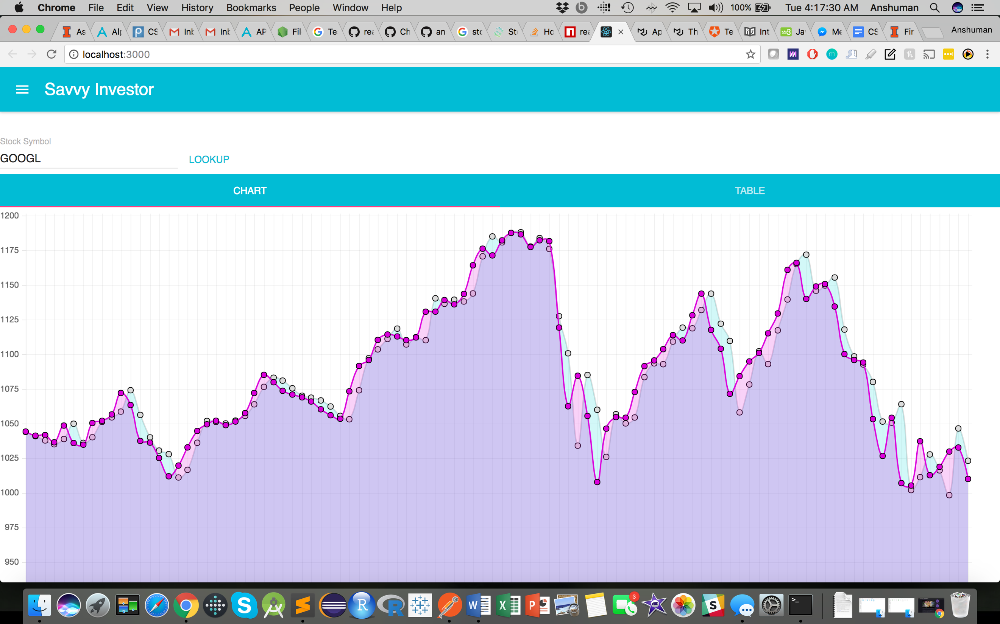 Chrome File Edit View History Bookmarks People Window Help 100% Tue 4:17:30 AM Anshuman
As Alp CS Inb Inb AP Fil Te rea Ch an sto St Ho rea Ap Th Te Int Ja Me CS Fir Anshuman
localhost:3000
Savvy Investor
Stock Symbol
GOOGL LOOKUP
CHART TABLE
1200
1175
1150
1125
1100
1075
1050
1025
1000
975
950
3